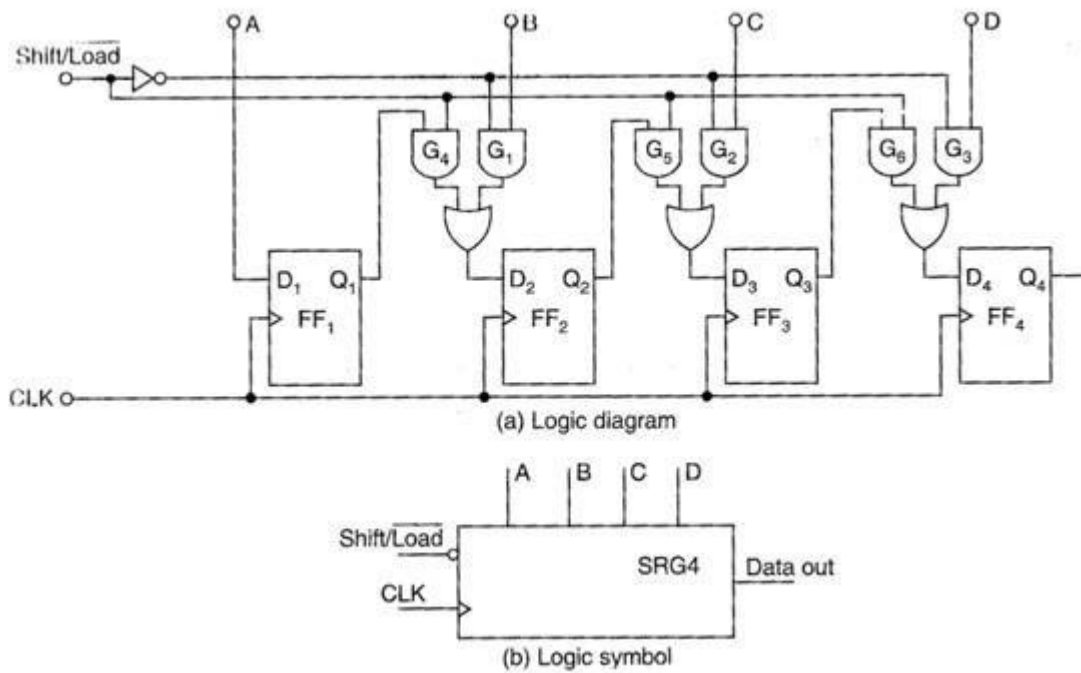 A B C D
Shift/Load
G₄ G₁ G₅ G₂ G₆ G₃
D₁ Q₁ D₂ Q₂ D₃ Q₃ D₄ Q₄
FF₁ FF₂ FF₃ FF₄
CLK
(a) Logic diagram
A B C D
Shift/Load
SRG4 Data out
CLK
(b) Logic symbol